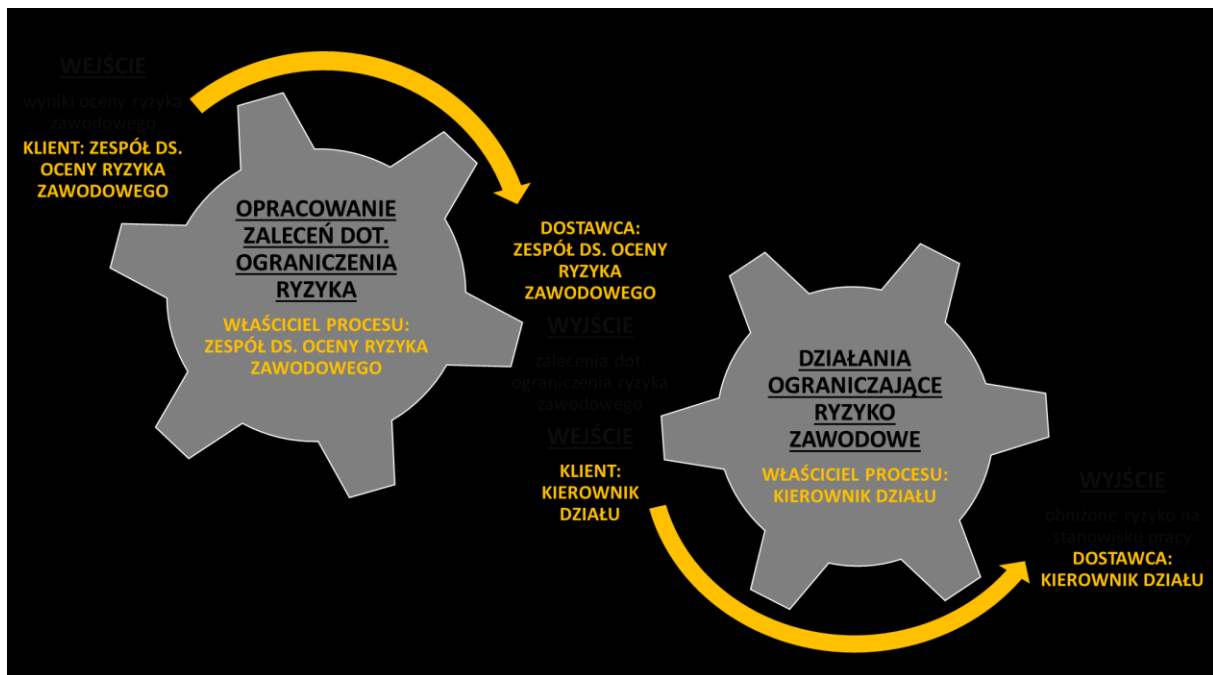 WEJŚCIE
wyniki oceny ryzyka
zawodowego
KLIENT: ZESPÓŁ DS.
OCENY RYZYKA
ZAWODOWEGO
OPRACOWANIE
ZALECEŃ DOT.
OGRANICZENIA
RYZYKA
WŁAŚCICIEL PROCESU:
ZESPÓŁ DS. OCENY RYZYKA
ZAWODOWEGO
DOSTAWCA:
ZESPÓŁ DS. OCENY
RYZYKA
ZAWODOWEGO
WYJŚCIE
zalecenia dot.
ograniczenia ryzyka
zawodowego
WEJŚCIE
KLIENT:
KIEROWNIK
DZIAŁU
DZIAŁANIA
OGRANICZAJĄCE
RYZYKO
ZAWODOWE
WŁAŚCICIEL PROCESU:
KIEROWNIK DZIAŁU
WYJŚCIE
obniżone ryzyko na
stanowisku pracy
DOSTAWCA:
KIEROWNIK DZIAŁU